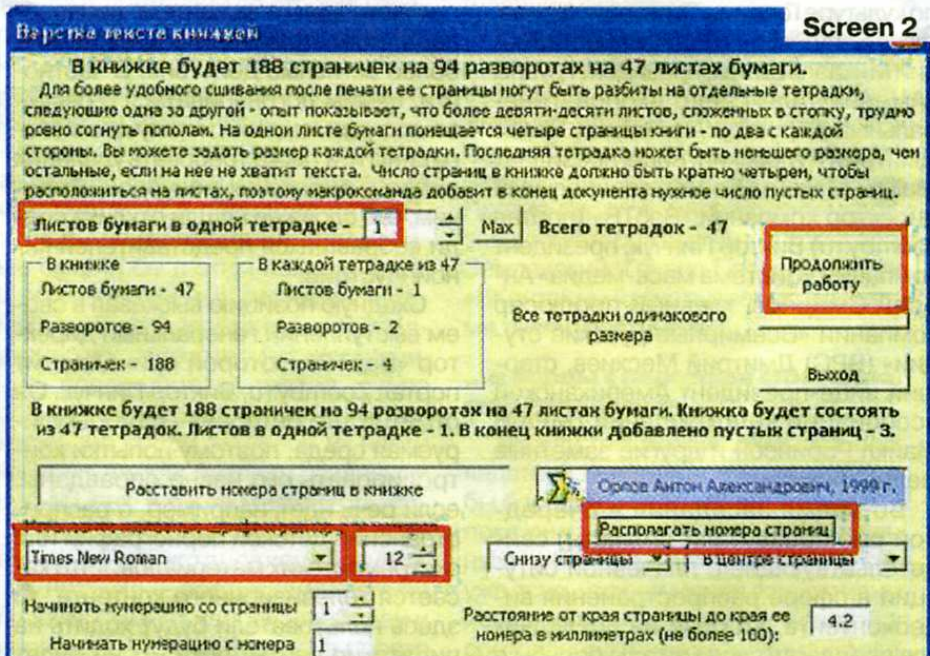 Screen 2
Верстка текста книжкой
В книжке будет 188 страничек на 94 разворотах на 47 листах бумаги.
Для более удобного сшивания после печати ее страницы могут быть разбиты на отдельные тетрадки,
следующие одна за другой - опыт показывает, что более девяти-десяти листов, сложенных в стопку, трудно
ровно согнуть пополам. На одном листе бумаги помещается четыре страницы книги - по две с каждой
стороны. Вы можете задать размер каждой тетрадки. Последняя тетрадка может быть меньшего размера, чем
остальные, если на нее не хватит текста. Число страниц в книжке должно быть кратно четырем, чтобы
расположиться на листах, поэтому макрокоманда добавит в конец документа нужное число пустых страниц.
Листов бумаги в одной тетрадке - 1 Max Всего тетрадок - 47
Продолжить
работу
В книжке В каждой тетрадке из 47
Листов бумаги - 47 Листов бумаги - 1
Разворотов - 94 Разворотов - 2
Страничек - 188 Страничек - 4
Все тетрадки одинакового
размера
Выход
В книжке будет 188 страничек на 94 разворотах на 47 листах бумаги. Книжка будет состоять
из 47 тетрадок. Листов в одной тетрадке - 1. В конец книжки добавлено пустых страниц - 3.
Расставить номера страниц в книжке
Орлов Антон Александрович, 1999 г.
Располагать номера страниц
Times New Roman 12 Снизу страницы В центре страницы
Начинать нумерацию со страницы 1
Начинать нумерацию с номера 1
Расстояние от края страницы до края ее
номера в миллиметрах (не более 100): 4.2